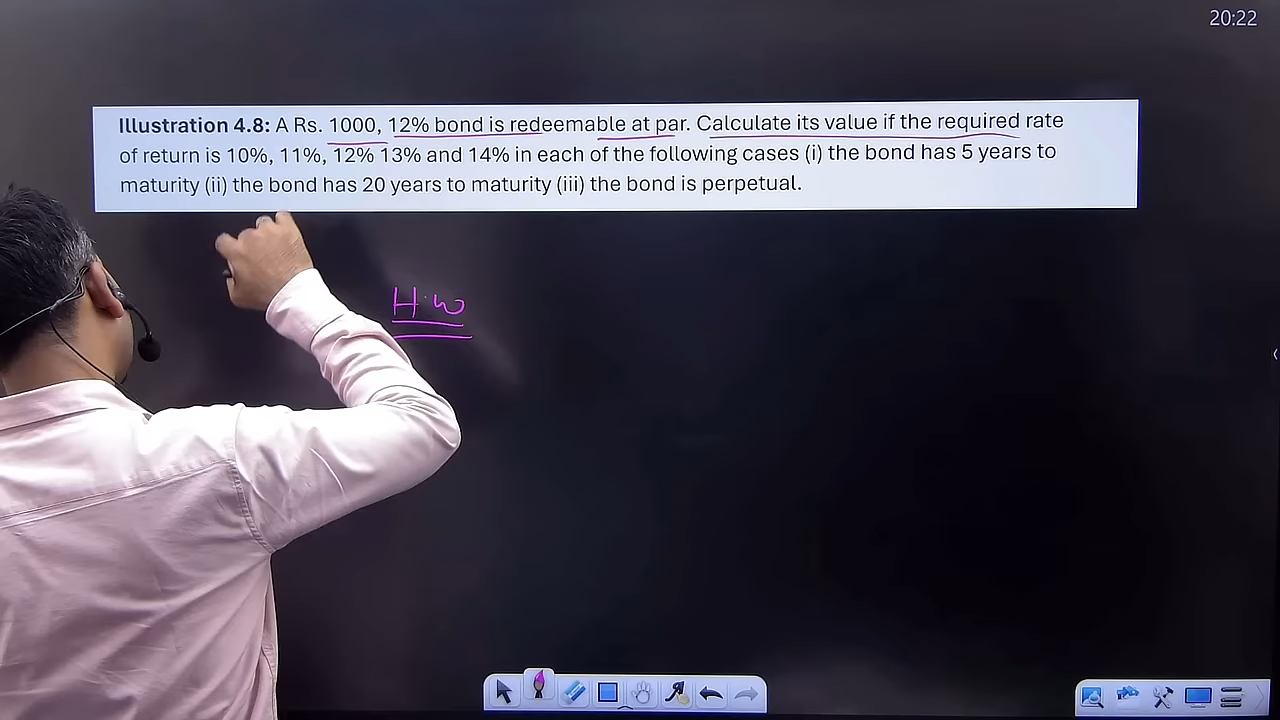 20:22
Illustration 4.8: A Rs. 1000, 12% bond is redeemable at par. Calculate its value if the required rate
of return is 10%, 11%, 12% 13% and 14% in each of the following cases (i) the bond has 5 years to
maturity (ii) the bond has 20 years to maturity (iii) the bond is perpetual.
H.W